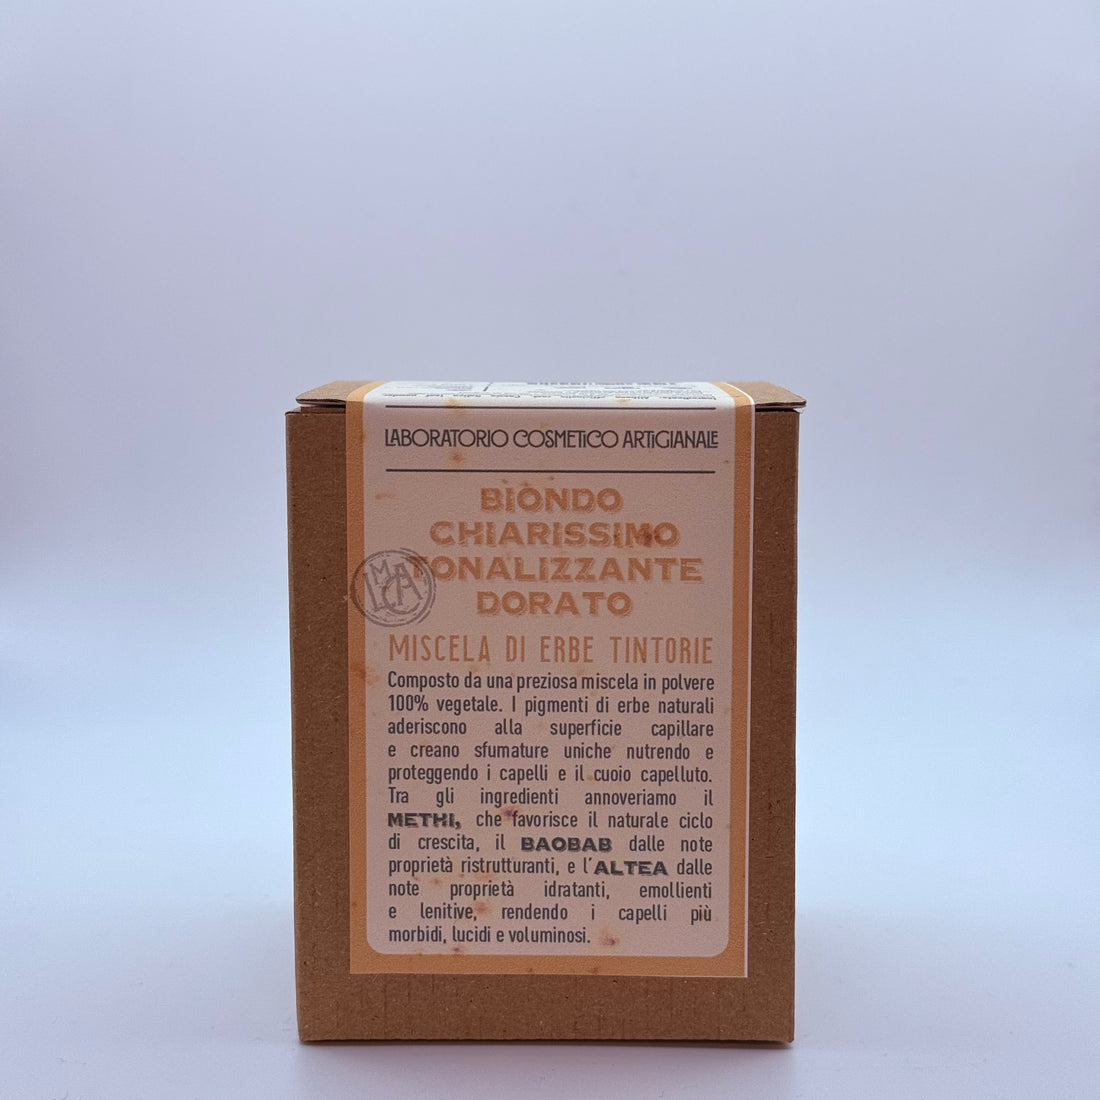 LABORATORIO COSMETICO ARTIGIANALE
BIONDO
CHIARISSIMO
TONALIZZANTE
DORATO
MISCELA DI ERBE TINTORIE
Composto da una preziosa miscela in polvere
100% vegetale. I pigmenti di erbe naturali
aderiscono alla superficie capillare
e creano sfumature uniche nutrendo e
proteggendo i capelli e il cuoio capelluto.
Tra gli ingredienti annoveriamo il
METHI, che favorisce il naturale ciclo
di crescita, il BAOBAB dalle note
proprietà ristrutturanti, e l'ALTEA dalle
note proprietà idratanti, emollienti
e lenitive, rendendo i capelli più
morbidi, lucidi e voluminosi.